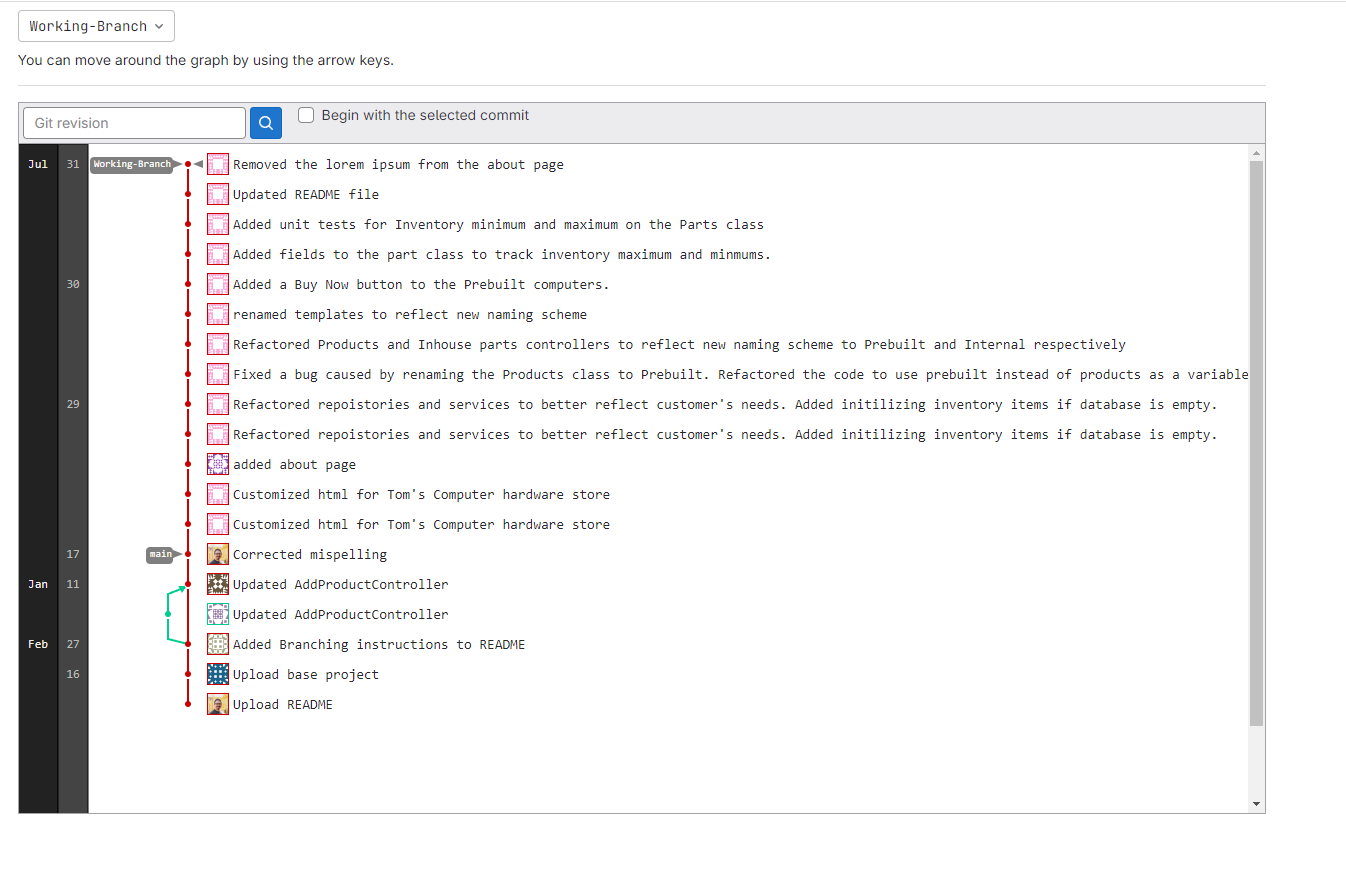 Working-Branch
You can move around the graph by using the arrow keys.
Git revision
Begin with the selected commit
Jul 31 Working-Branch Removed the lorem ipsum from the about page
Updated README file
Added unit tests for Inventory minimum and maximum on the Parts class
Added fields to the part class to track inventory maximum and minmums.
30 Added a Buy Now button to the Prebuilt computers.
renamed templates to reflect new naming scheme
Refactored Products and Inhouse parts controllers to reflect new naming scheme to Prebuilt and Internal respectively
Fixed a bug caused by renaming the Products class to Prebuilt. Refactored the code to use prebuilt instead of products as a variable
29 Refactored repoistories and services to better reflect customer's needs. Added initilizing inventory items if database is empty.
Refactored repoistories and services to better reflect customer's needs. Added initilizing inventory items if database is empty.
added about page
Customized html for Tom's Computer hardware store
Customized html for Tom's Computer hardware store
17 main Corrected mispelling
Jan 11 Updated AddProductController
Updated AddProductController
Feb 27 Added Branching instructions to README
16 Upload base project
Upload README